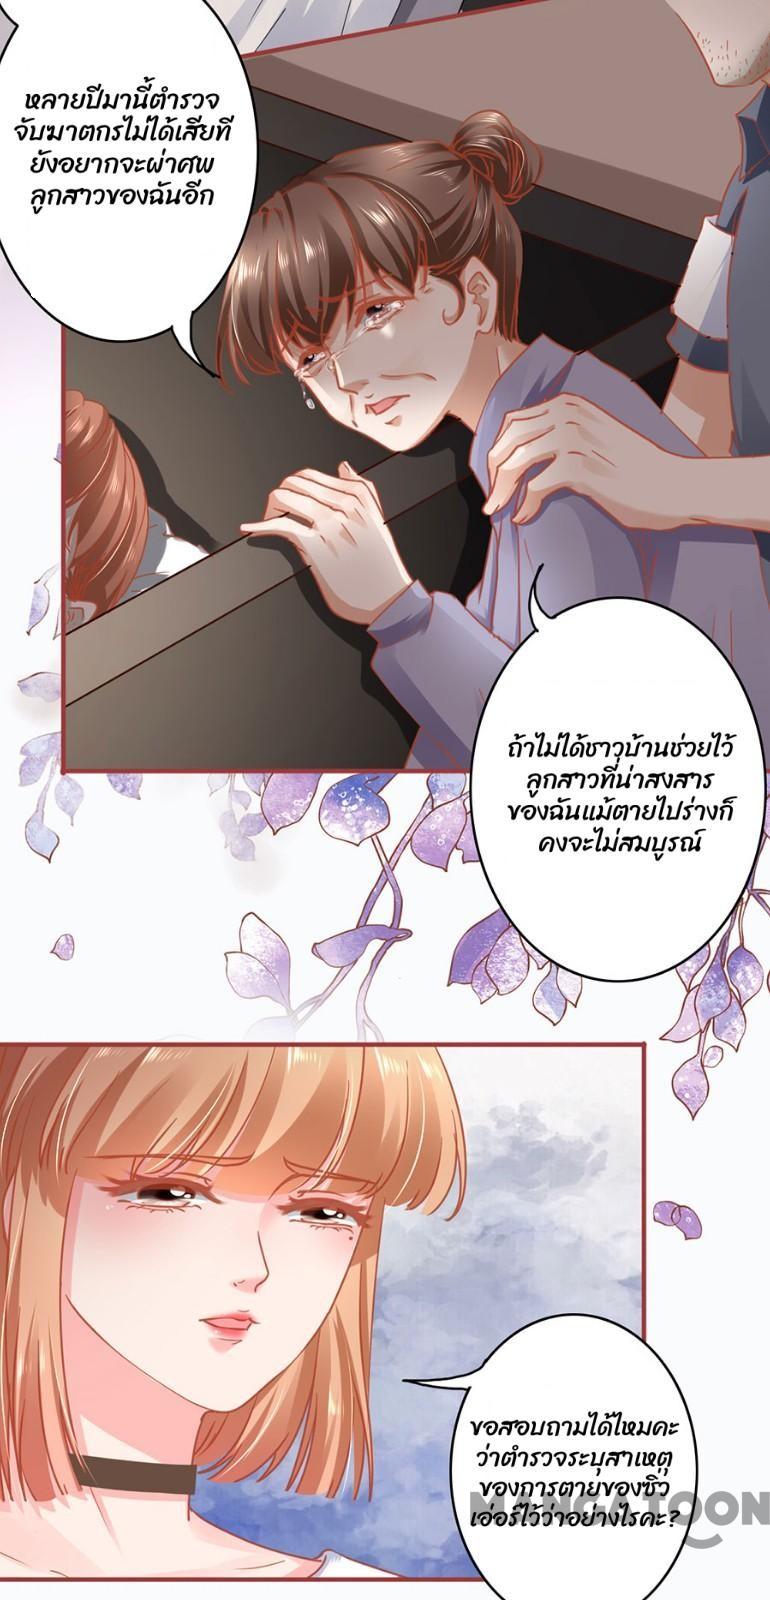 หลายปีมานี้ตำรวจ
จับฆาตกรไม่ได้เสียที
ยังอยากจะผ่าศพ
ลูกสาวของฉันอีก
ถ้าไม่ได้ชาวบ้านช่วยไว้
ลูกสาวที่น่าสงสาร
ของฉันแม้ตายไปร่างก็
คงจะไม่สมบูรณ์
ขอสอบถามได้ไหมคะ
ว่าตำรวจระบุสาเหตุ
ของการตายของซิ่ว
เออร์ไว้ว่าอย่างไรคะ?
MANGATOON